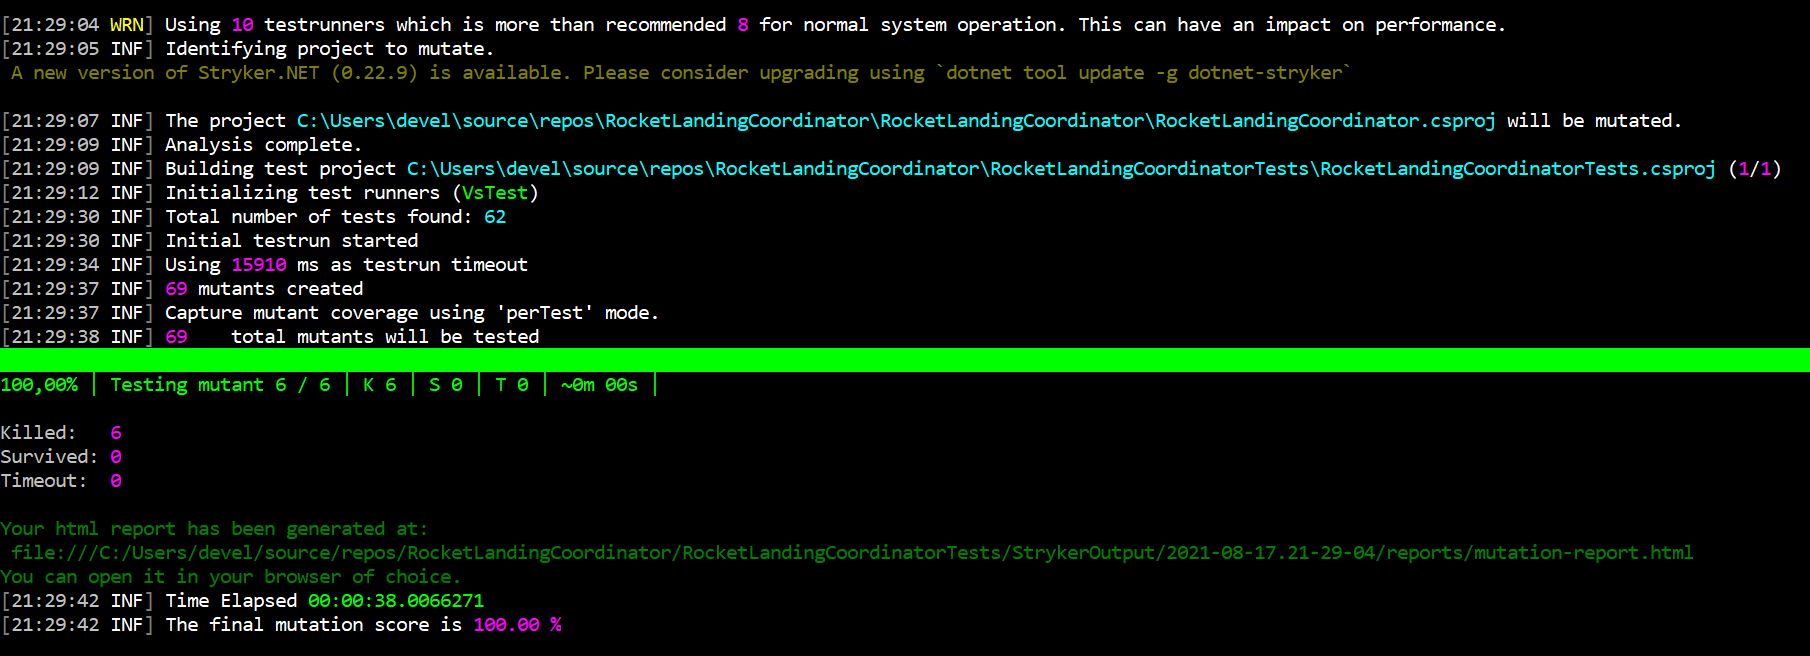 [21:29:04 WRN] Using 10 testrunners which is more than recommended 8 for normal system operation. This can have an impact on performance.
[21:29:05 INF] Identifying project to mutate.
A new version of Stryker.NET (0.22.9) is available. Please consider upgrading using `dotnet tool update -g dotnet-stryker`
[21:29:07 INF] The project C:\Users\devel\source\repos\RocketLandingCoordinator\RocketLandingCoordinator\RocketLandingCoordinator.csproj will be mutated.
[21:29:09 INF] Analysis complete.
[21:29:09 INF] Building test project C:\Users\devel\source\repos\RocketLandingCoordinator\RocketLandingCoordinatorTests\RocketLandingCoordinatorTests.csproj (1/1)
[21:29:12 INF] Initializing test runners (VsTest)
[21:29:30 INF] Total number of tests found: 62
[21:29:30 INF] Initial testrun started
[21:29:34 INF] Using 15910 ms as testrun timeout
[21:29:37 INF] 69 mutants created
[21:29:37 INF] Capture mutant coverage using 'perTest' mode.
[21:29:38 INF] 69    total mutants will be tested
100,00% │ Testing mutant 6 / 6 │ K 6 │ S 0 │ T 0 │ ~0m 00s │
Killed:   6
Survived: 0
Timeout:  0
Your html report has been generated at:
file:///C:/Users/devel/source/repos/RocketLandingCoordinator/RocketLandingCoordinatorTests/StrykerOutput/2021-08-17.21-29-04/reports/mutation-report.html
You can open it in your browser of choice.
[21:29:42 INF] Time Elapsed 00:00:38.0066271
[21:29:42 INF] The final mutation score is 100.00 %